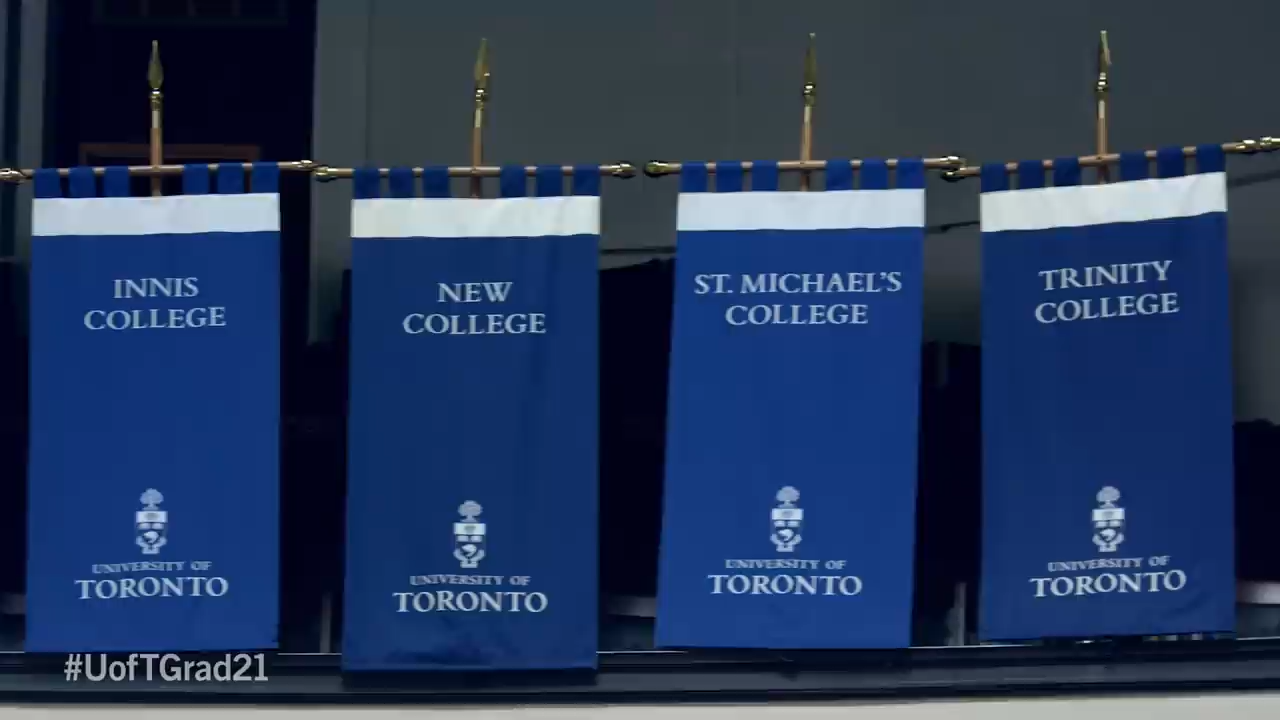 INNIS
COLLEGE
UNIVERSITY OF
TORONTO
NEW
COLLEGE
UNIVERSITY OF
TORONTO
ST. MICHAEL'S
COLLEGE
UNIVERSITY OF
TORONTO
TRINITY
COLLEGE
UNIVERSITY OF
TORONTO
#UofTGrad21